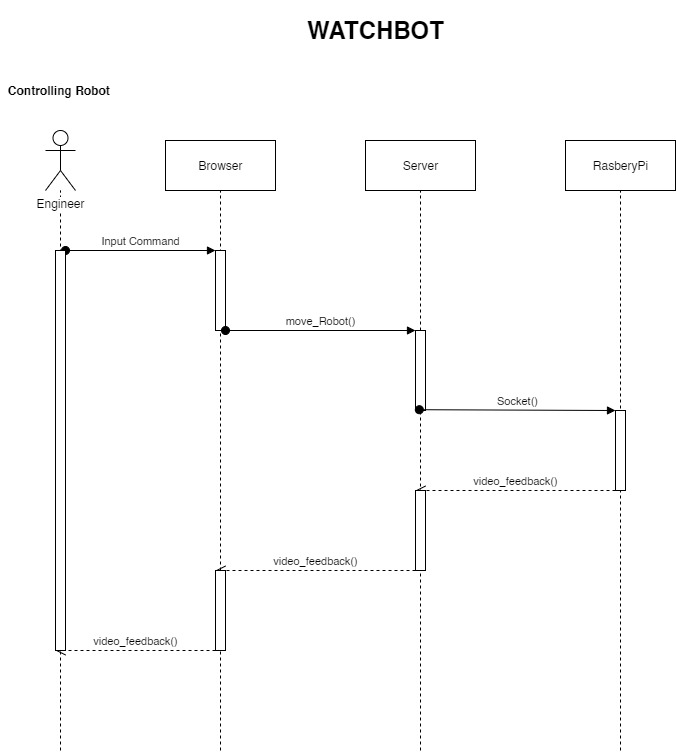 WATCHBOT
Controlling Robot
Browser
Server
RasberyPi
Engineer
Input Command
move_Robot()
Socket()
video_feedback()
video_feedback()
video_feedback()